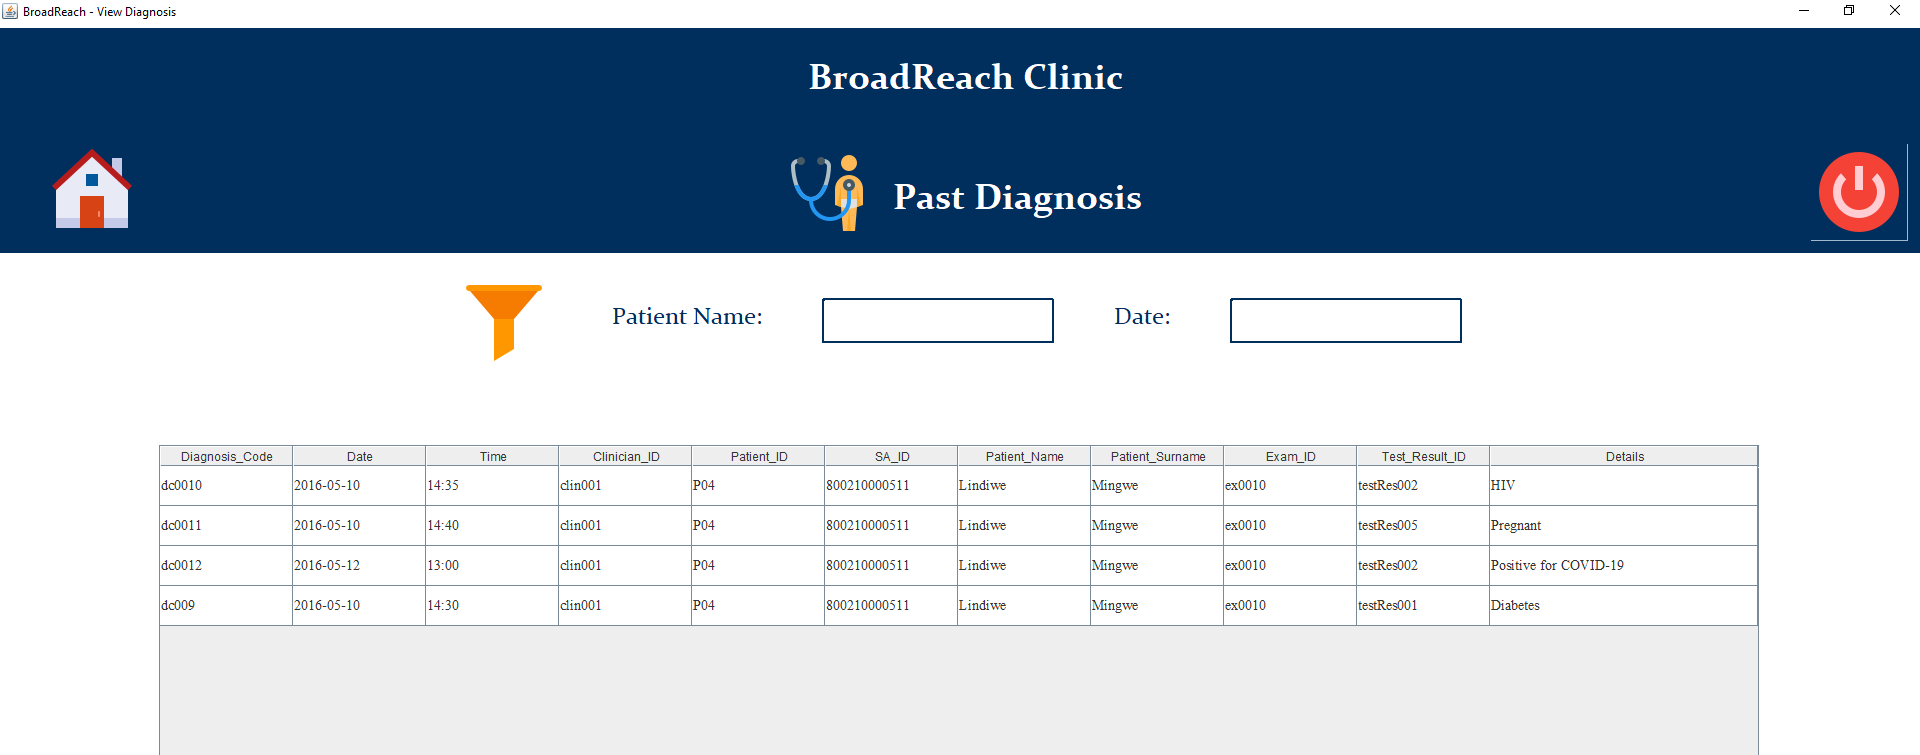 BroadReach - View Diagnosis
BroadReach Clinic
Past Diagnosis
Patient Name: Date:
Diagnosis_Code Date Time Clinician_ID Patient_ID SA_ID Patient_Name Patient_Surname Exam_ID Test_Result_ID Details
dc0010 2016-05-10 14:35 clin001 P04 800210000511 Lindiwe Mingwe ex0010 testRes002 HIV
dc0011 2016-05-10 14:40 clin001 P04 800210000511 Lindiwe Mingwe ex0010 testRes005 Pregnant
dc0012 2016-05-12 13:00 clin001 P04 800210000511 Lindiwe Mingwe ex0010 testRes002 Positive for COVID-19
dc009 2016-05-10 14:30 clin001 P04 800210000511 Lindiwe Mingwe ex0010 testRes001 Diabetes